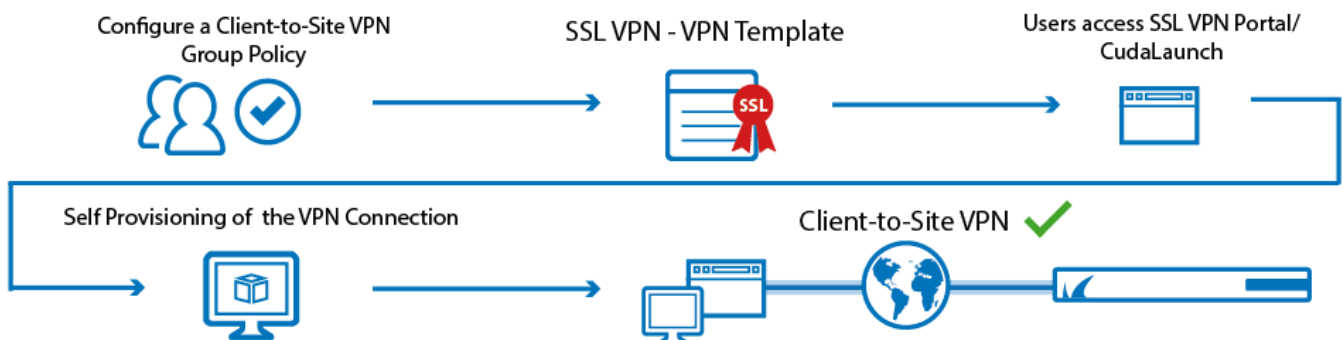 Configure a Client-to-Site VPN
Group Policy
SSL VPN - VPN Template
Users access SSL VPN Portal/
CudaLaunch
SSL
Self Provisioning of the VPN Connection
Client-to-Site VPN